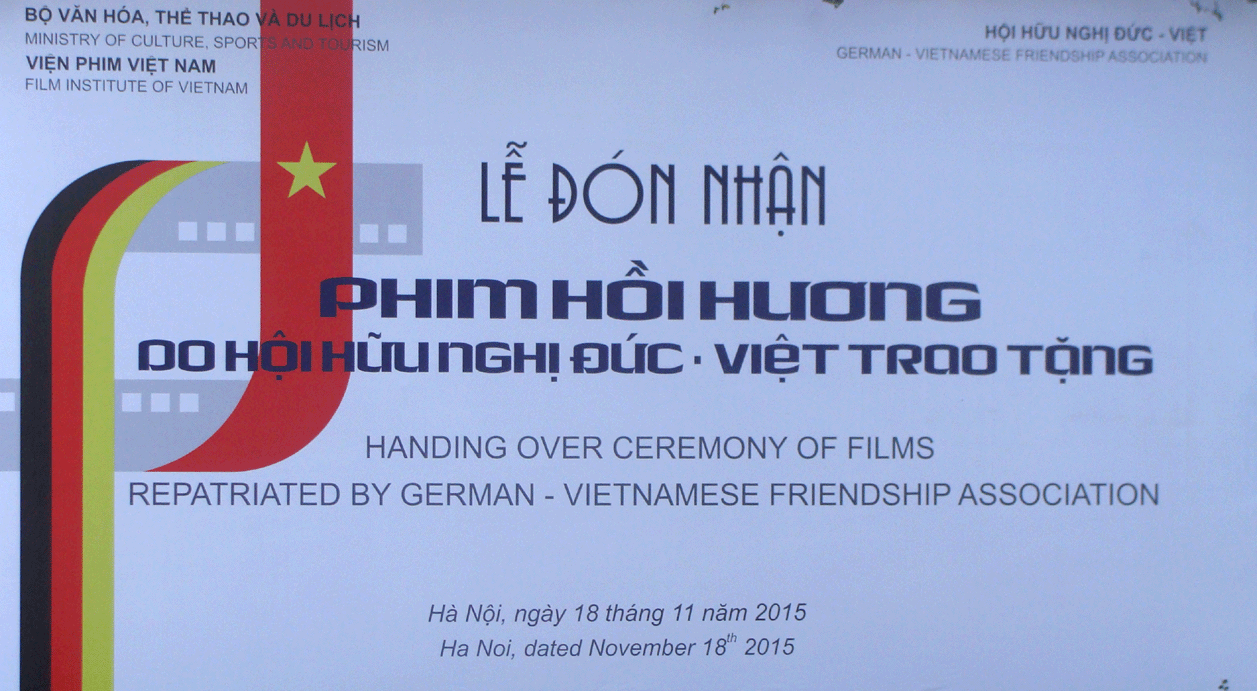 BỘ VĂN HÓA, THỂ THAO VÀ DU LỊCH
MINISTRY OF CULTURE, SPORTS AND TOURISM
VIỆN PHIM VIỆT NAM
FILM INSTITUTE OF VIETNAM
HỘI HỮU NGHỊ ĐỨC - VIỆT
GERMAN - VIETNAMESE FRIENDSHIP ASSOCIATION
LỄ ĐÓN NHẬN
PHIM HỒI HƯƠNG
DO HỘI HỮU NGHỊ ĐỨC - VIỆT TRAO TẶNG
HANDING OVER CEREMONY OF FILMS
REPATRIATED BY GERMAN - VIETNAMESE FRIENDSHIP ASSOCIATION
Hà Nội, ngày 18 tháng 11 năm 2015
Ha Noi, dated November 18th 2015